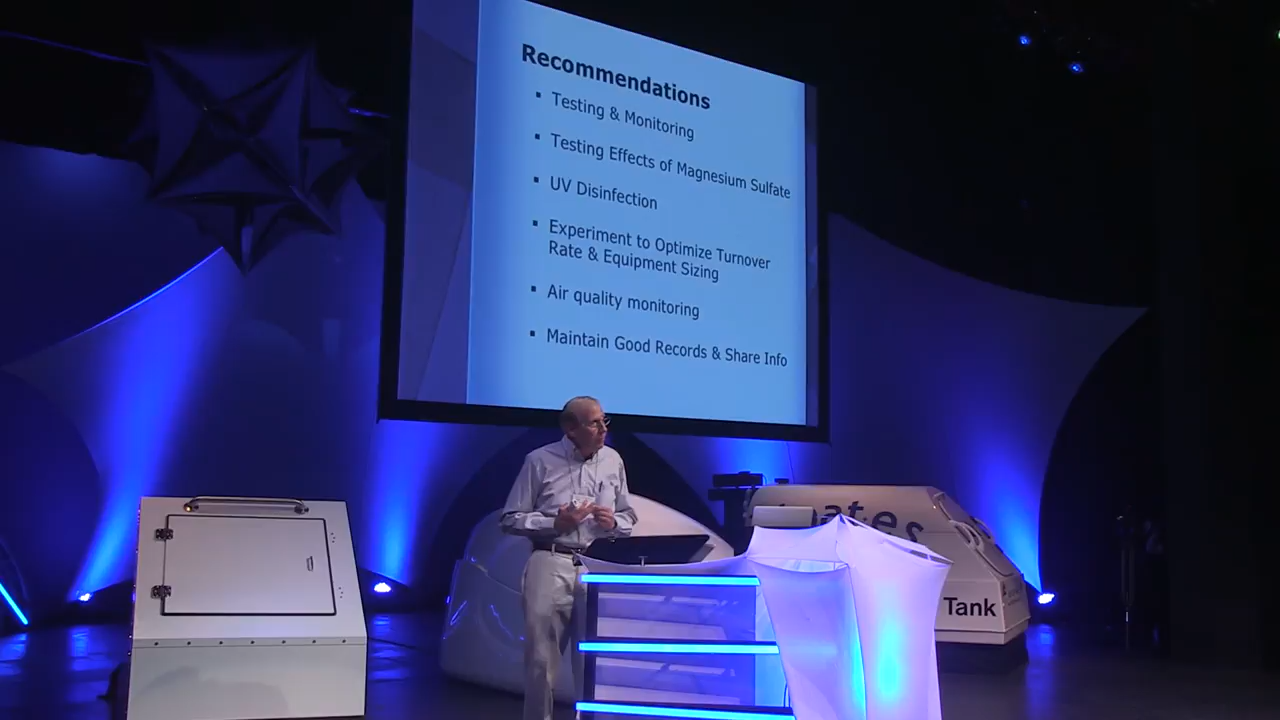 Recommendations
▪ Testing & Monitoring
▪ Testing Effects of Magnesium Sulfate
▪ UV Disinfection
▪ Experiment to Optimize Turnover
Rate & Equipment Sizing
▪ Air quality monitoring
▪ Maintain Good Records & Share Info
Tank